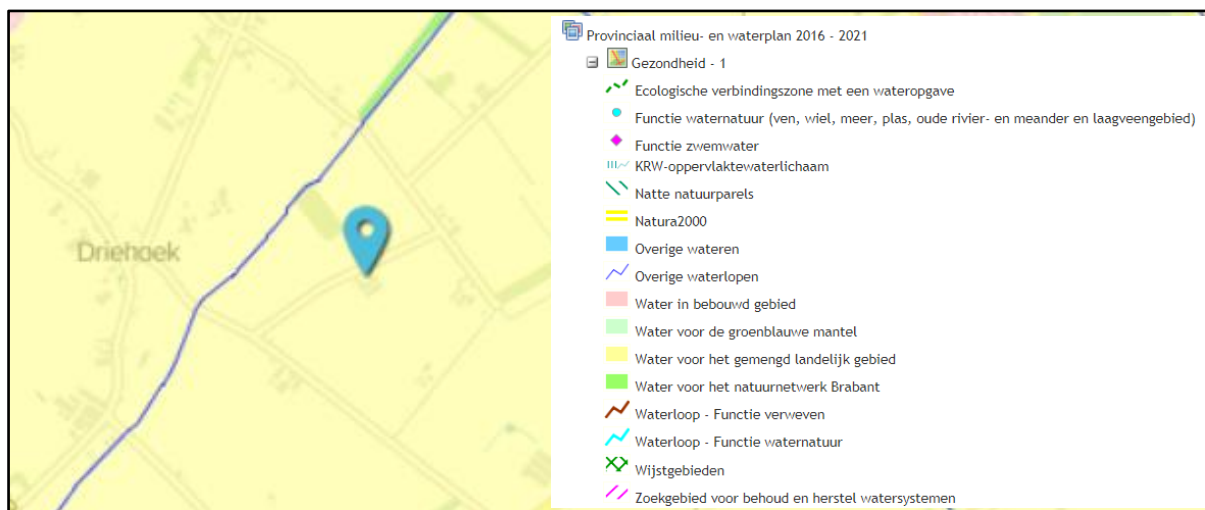 Driehoek
Provinciaal milieu- en waterplan 2016 - 2021
Gezondheid - 1
Ecologische verbindingszone met een wateropgave
Functie waternatuur (ven, wiel, meer, plas, oude rivier- en meander en laagveengebied)
Functie zwemwater
KRW-oppervlaktewaterlichaam
Natte natuurparels
Natura2000
Overige wateren
Overige waterlopen
Water in bebouwd gebied
Water voor de groenblauwe mantel
Water voor het gemengd landelijk gebied
Water voor het natuurnetwerk Brabant
Waterloop - Functie verweven
Waterloop - Functie waternatuur
Wijstgebieden
Zoekgebied voor behoud en herstel watersystemen